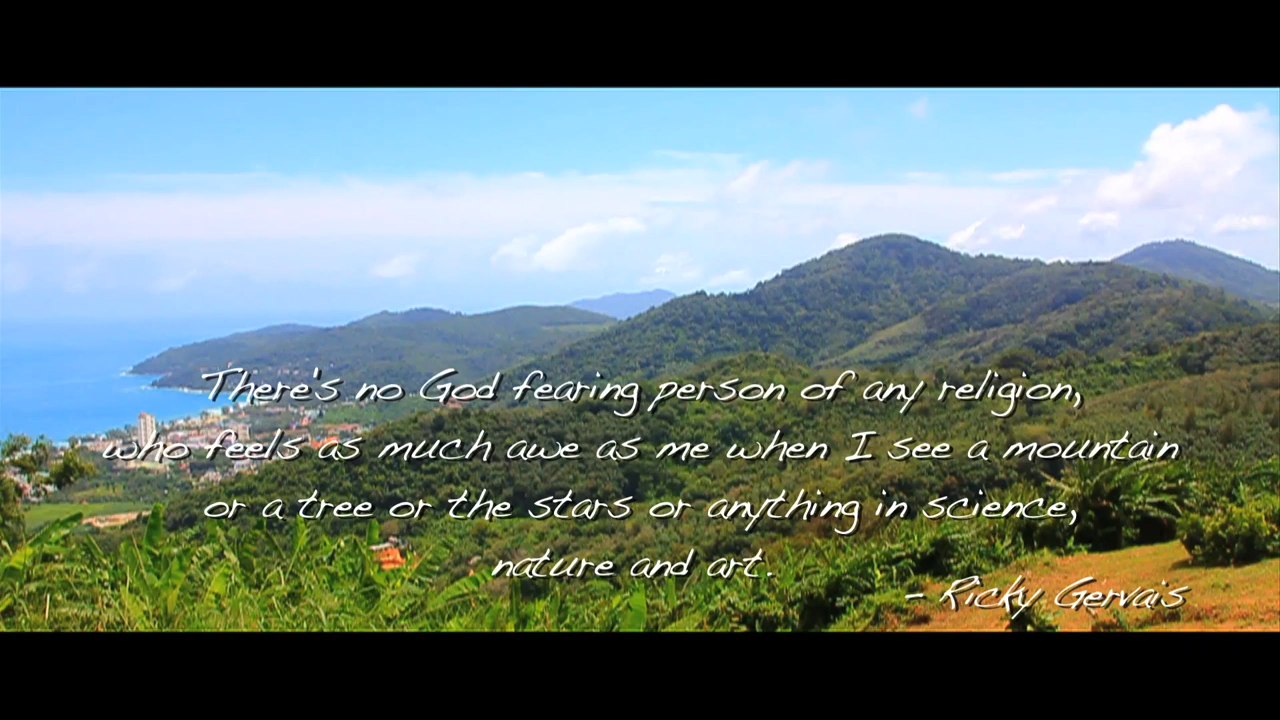 There's no God fearing person of any religion,
who feels as much awe as me when I see a mountain
or a tree or the stars or anything in science,
nature and art.
- Ricky Gervais